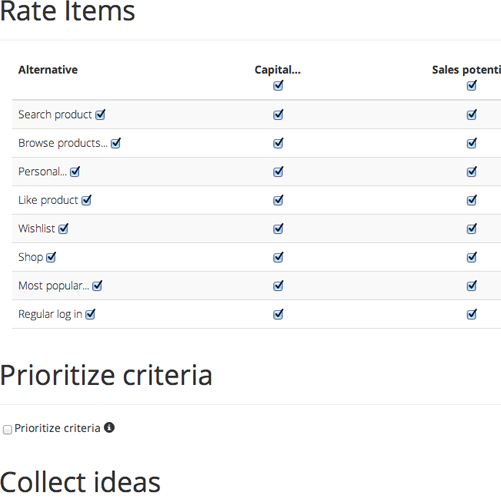 Rate Items
Alternative Capital... Sales potenti
Search product
Browse products...
Personal...
Like product
Wishlist
Shop
Most popular...
Regular log in
Prioritize criteria
Prioritize criteria
Collect ideas